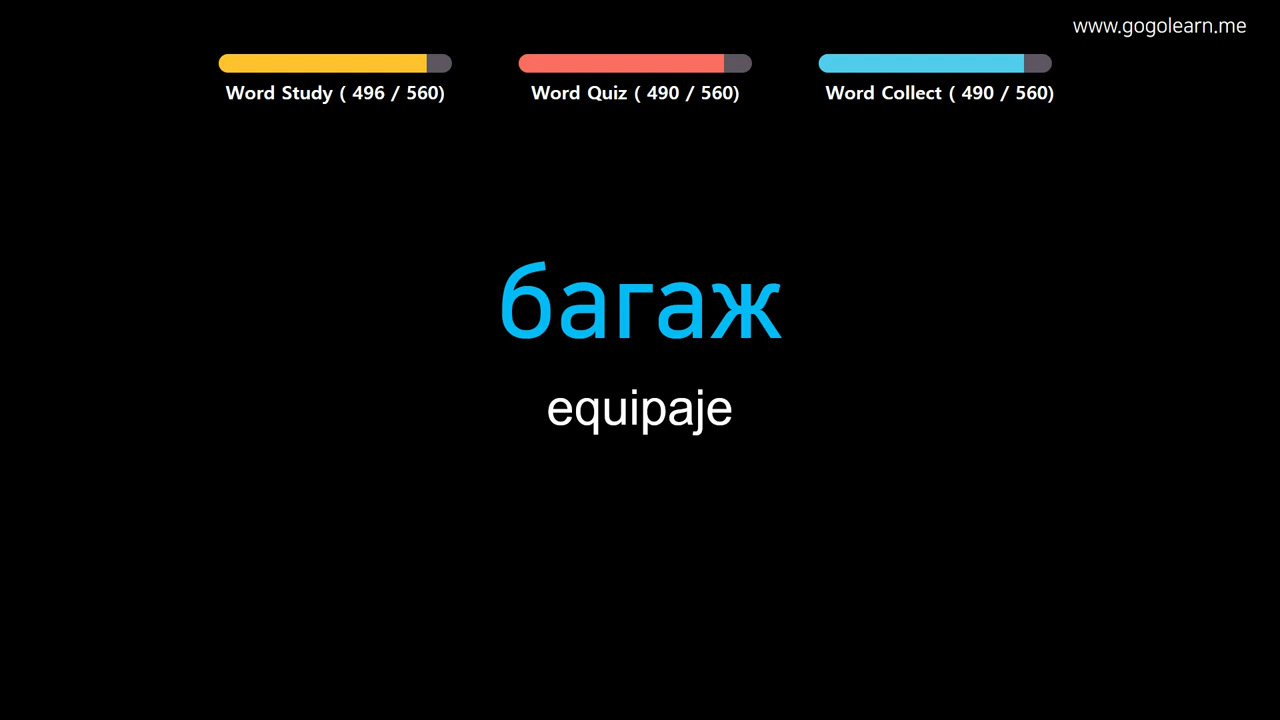 www.gogolearn.me
Word Study ( 496 / 560)
Word Quiz ( 490 / 560)
Word Collect ( 490 / 560)
багаж
equipaje